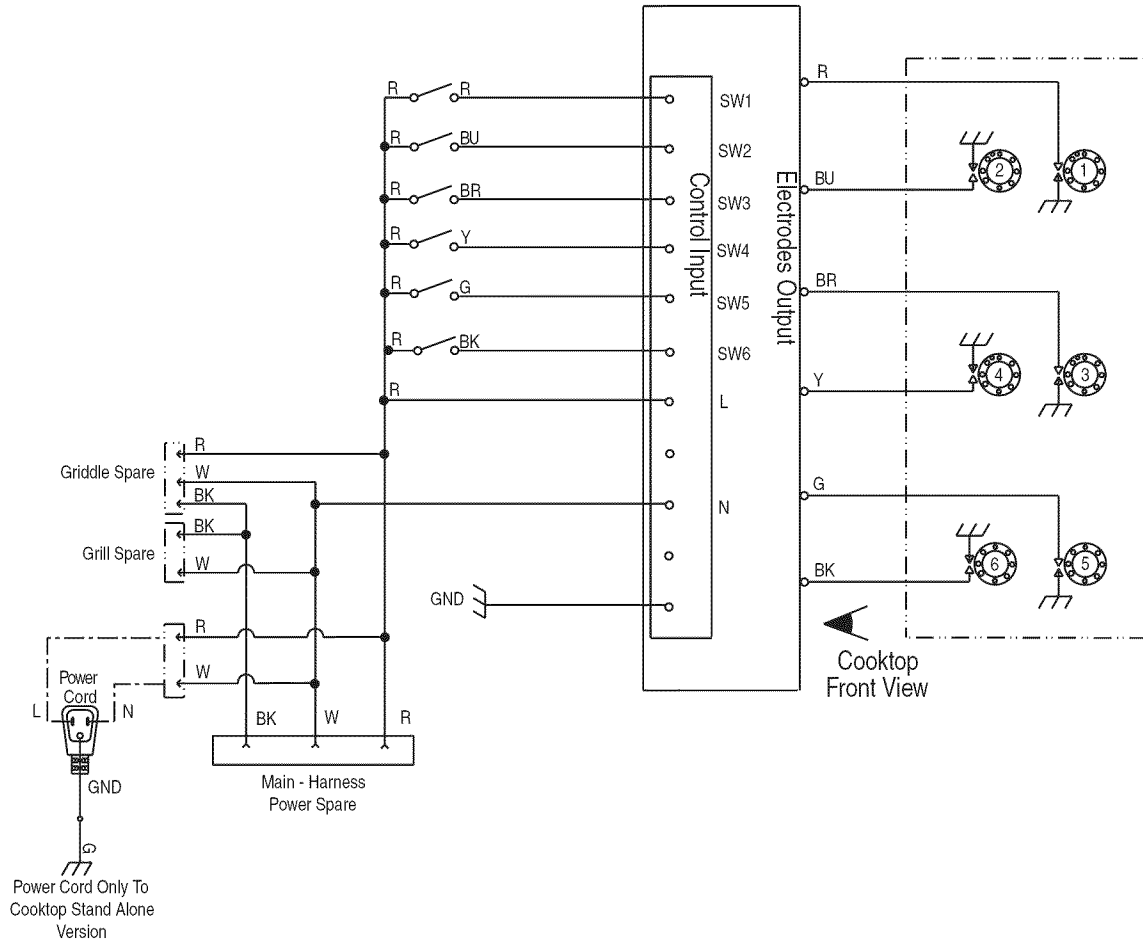 R
R
R
SW1
R
BU
SW2
2
1
BU
R
BR
SW3
R
Y
SW4
Control Input
Electrodes Output
BR
R
G
SW5
R
BK
SW6
4
3
Y
R
L
Griddle Spare
R
W
BK
N
G
Grill Spare
BK
W
6
5
BK
GND
R
W
Cooktop
Front View
Power
Cord
L
N
BK
W
R
GND
Main - Harness
Power Spare
G
Power Cord Only To
Cooktop Stand Alone
Version